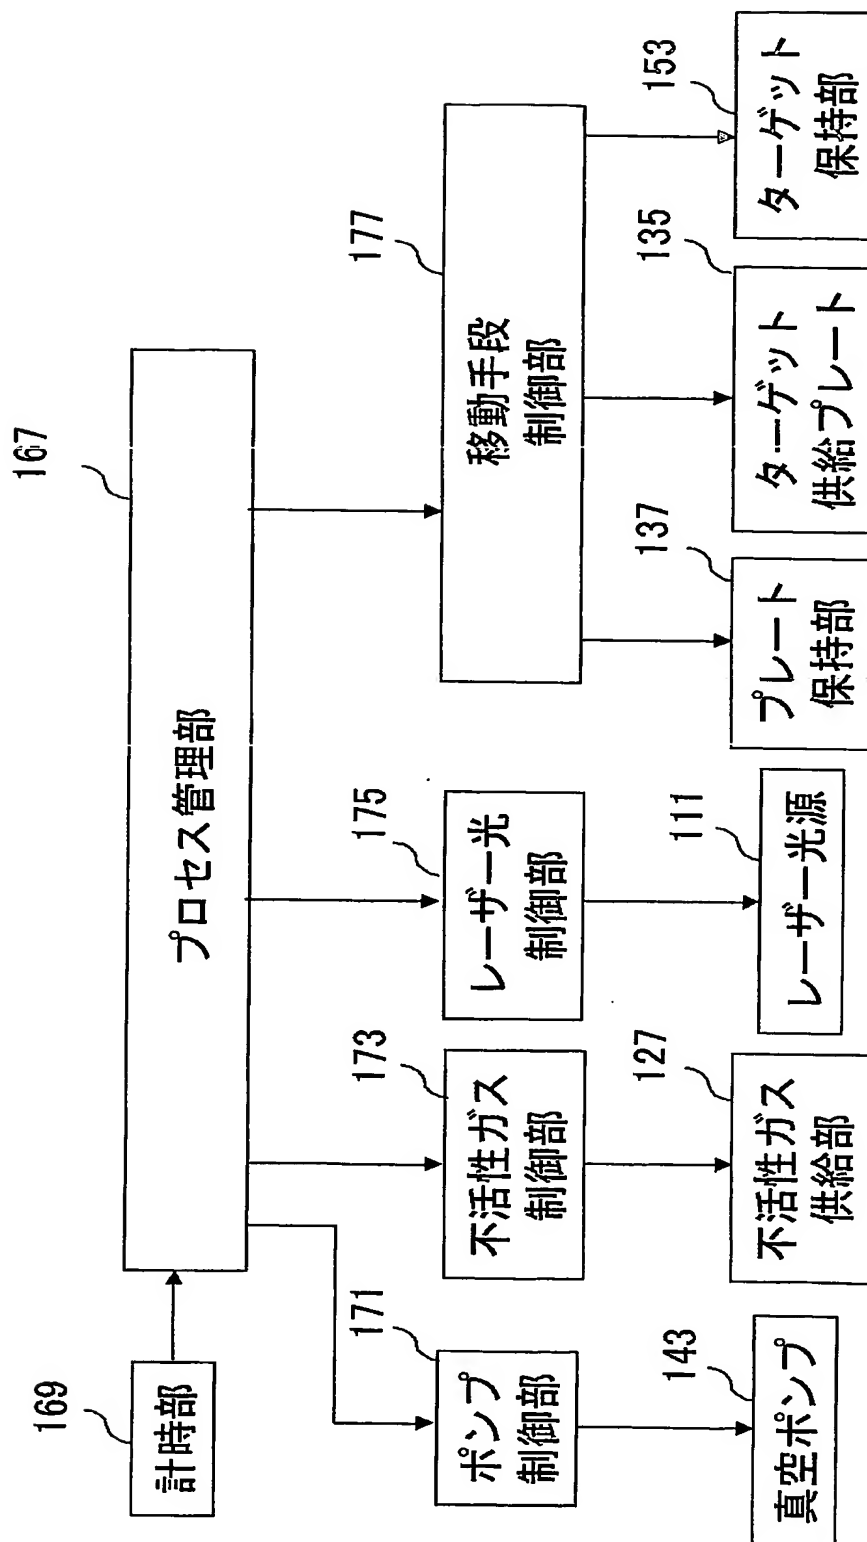 167
プロセス管理部
169
計時部
177
移動手段
制御部
175
レーザー光
制御部
173
不活性ガス
制御部
171
ポンプ
制御部
153
ターゲット
保持部
135
ターゲット
供給プレート
137
プレート
保持部
111
レーザー光源
127
不活性ガス
供給部
143
真空ポンプ